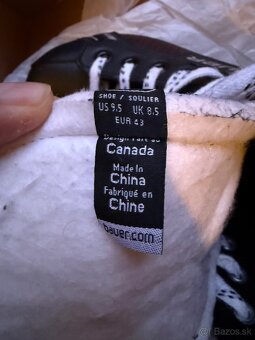 SHOE / SOULIER
US 9.5 UK 8.5
EUR 43
Canada
Made in
China
Fabriqué en
Chine
bauer.com
© Bazos.sk